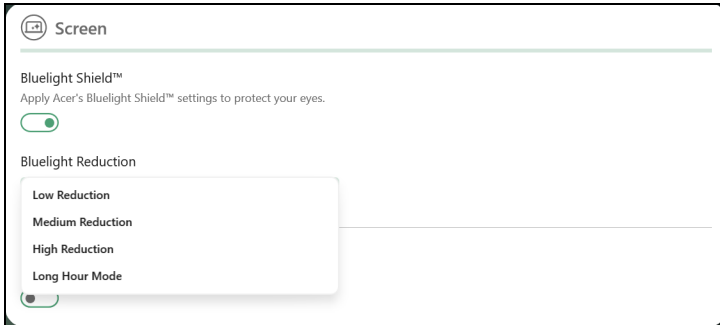 Screen
Bluelight Shield™
Apply Acer's Bluelight Shield™ settings to protect your eyes.
Bluelight Reduction
Low Reduction
Medium Reduction
High Reduction
Long Hour Mode